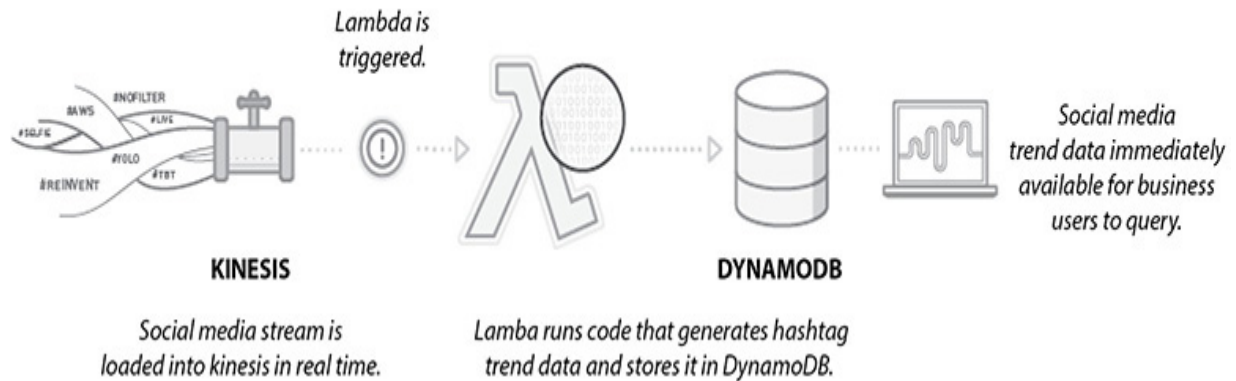 Lambda is
triggered.
#AWS
#NOFILTER
#SELFIE
#LIVE
#YOLO
#TBT
#REINVENT
Social media
trend data immediately
available for business
users to query.
KINESIS
DYNAMODB
Social media stream is
loaded into kinesis in real time.
Lamba runs code that generates hashtag
trend data and stores it in DynamoDB.